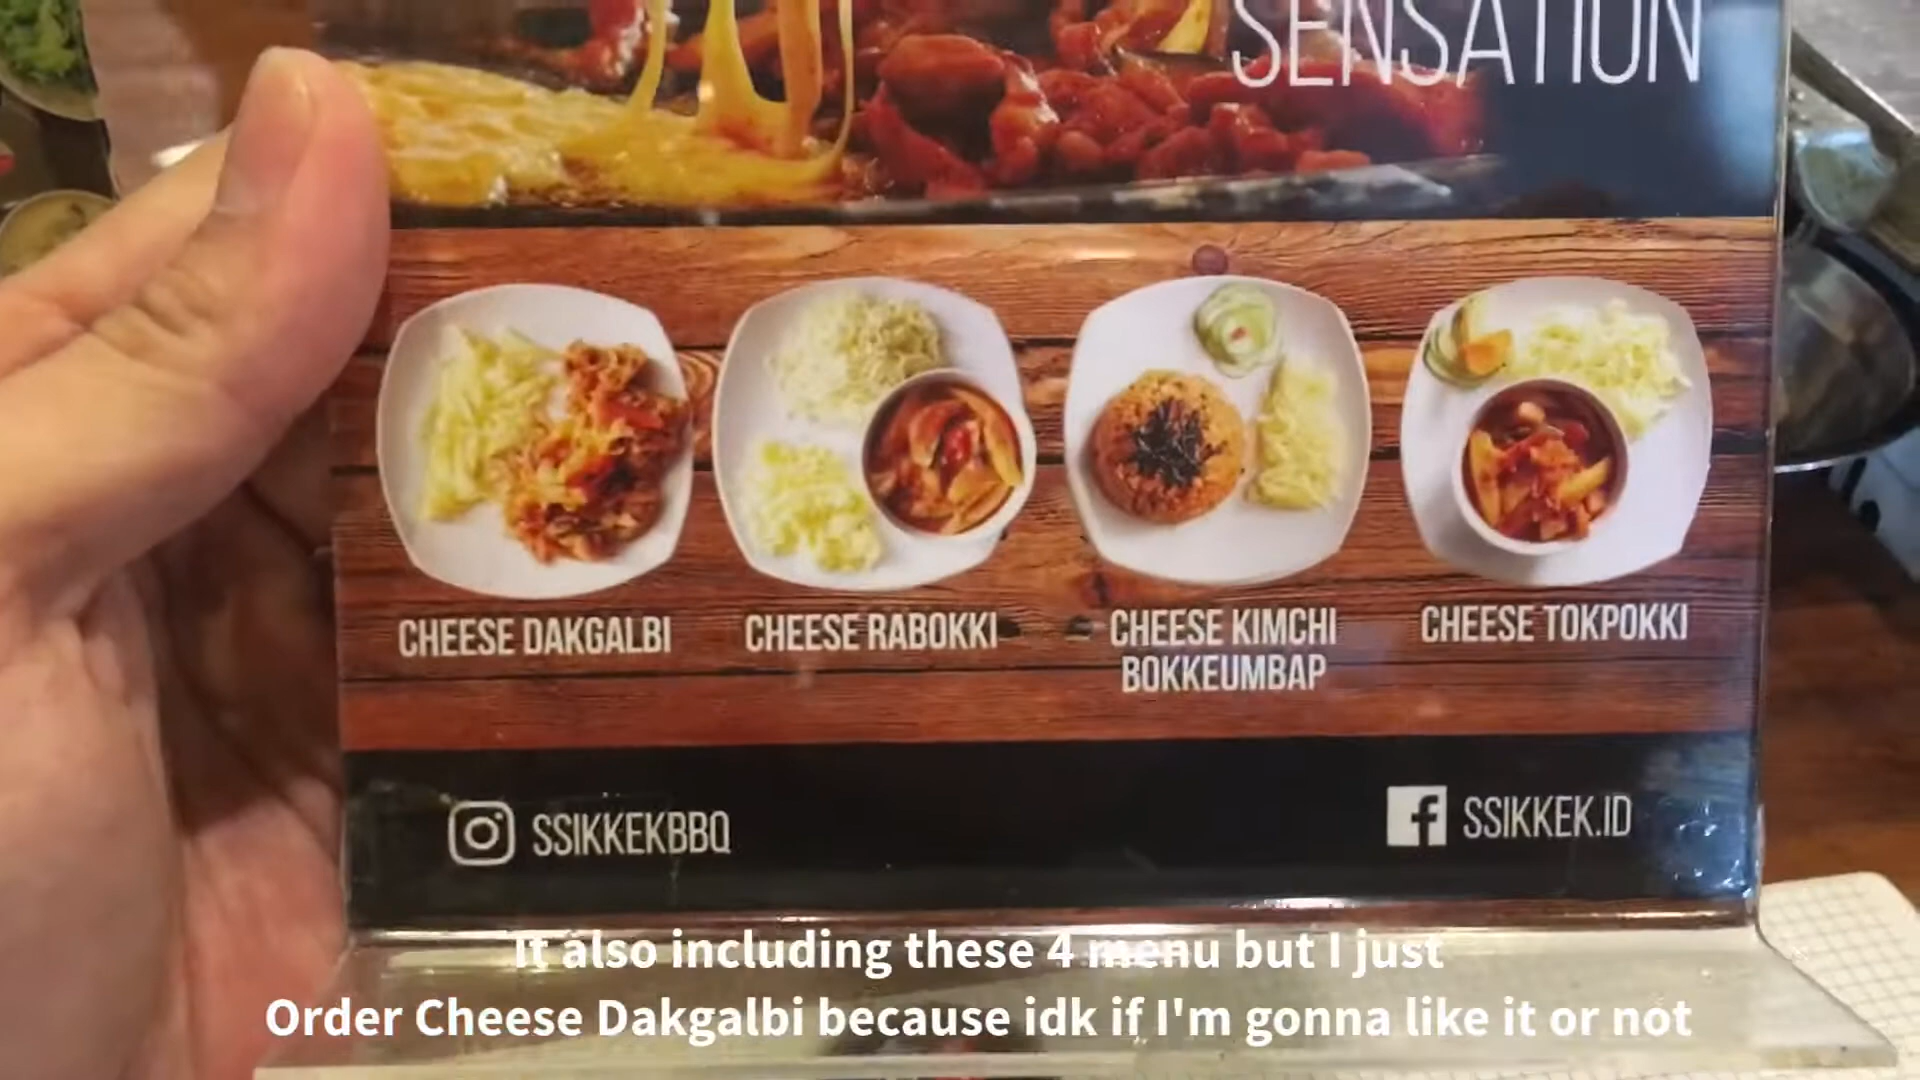 SENSATION
CHEESE DAKGALBI
CHEESE RABOKKI
CHEESE KIMCHI
BOKKEUMBAP
CHEESE TOKPOKKI
SSIKKEKBBQ
SSIKKEK.ID
It also including these 4 menu but I just
Order Cheese Dakgalbi because idk if I'm gonna like it or not